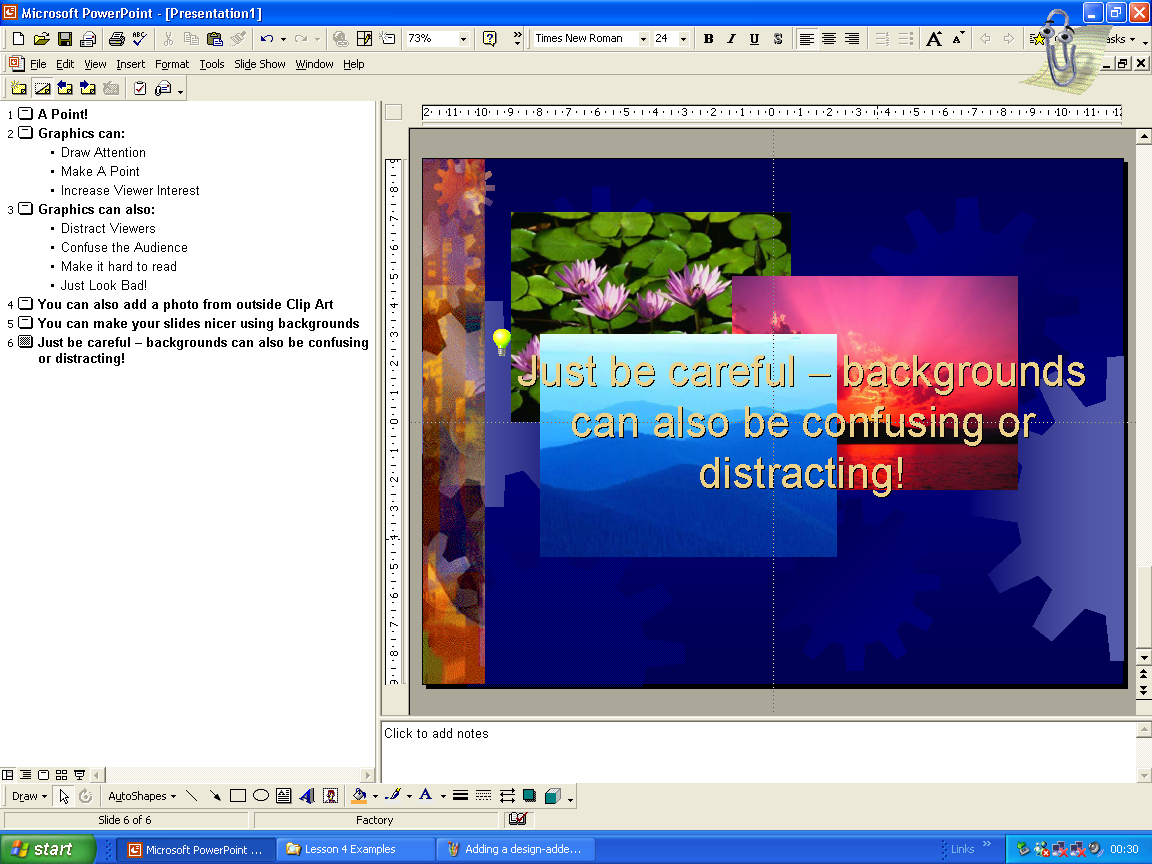 Microsoft PowerPoint - [Presentation1]
73%
Times New Roman
24
B I U S
A A
File Edit View Insert Format Tools Slide Show Window Help
1 A Point!
2 Graphics can:
• Draw Attention
• Make A Point
• Increase Viewer Interest
3 Graphics can also:
• Distract Viewers
• Confuse the Audience
• Make it hard to read
• Just Look Bad!
4 You can also add a photo from outside Clip Art
5 You can make your slides nicer using backgrounds
6 Just be careful – backgrounds can also be confusing
or distracting!
Just be careful – backgrounds
can also be confusing or
distracting!
Click to add notes
Draw AutoShapes
Slide 6 of 6
Factory
start
Microsoft PowerPoint ...
Lesson 4 Examples
Adding a design-adde...
Links
00:30